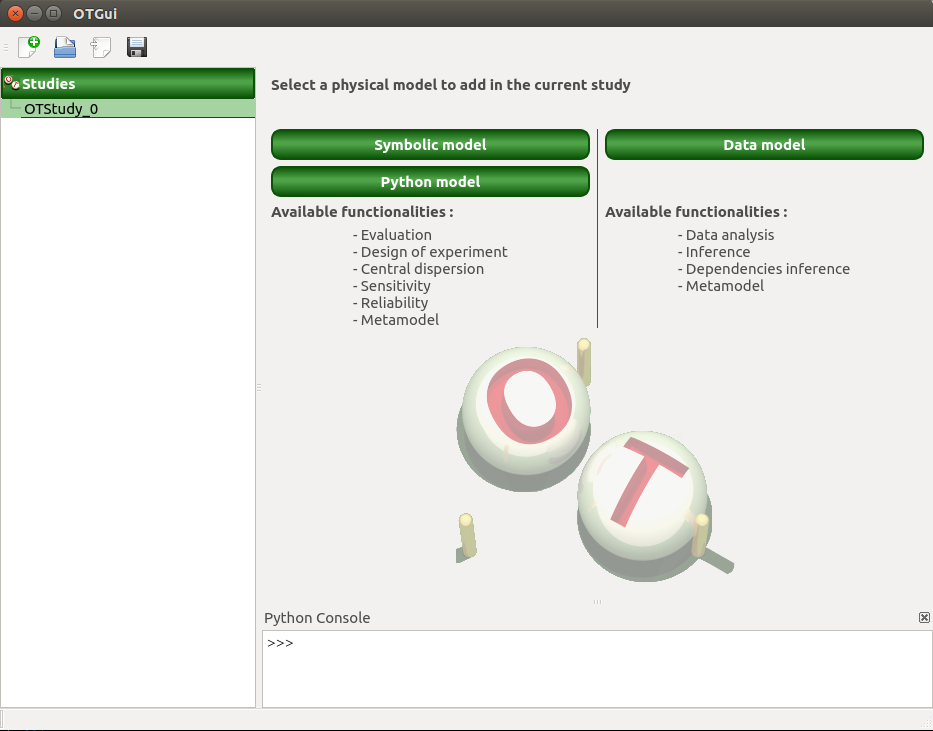 OTGui
Studies
OTStudy_0
Select a physical model to add in the current study
Symbolic model
Python model
Available functionalities :
- Evaluation
- Design of experiment
- Central dispersion
- Sensitivity
- Reliability
- Metamodel
Data model
Available functionalities :
- Data analysis
- Inference
- Dependencies inference
- Metamodel
O
T
Python Console
>>>